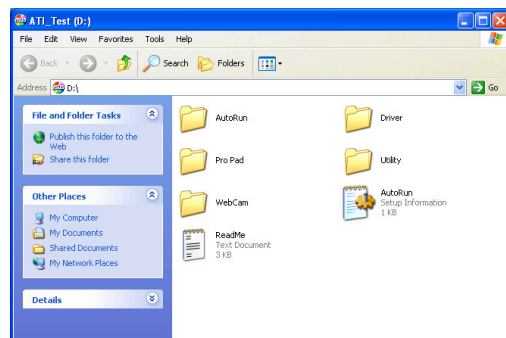 ATI_Test (D:)
File Edit View Favorites Tools Help
Back Search Folders
Address D:\ Go
File and Folder Tasks
Publish this folder to the
Web
Share this folder
Other Places
My Computer
My Documents
Shared Documents
My Network Places
Details
AutoRun
Driver
Pro Pad
Utility
WebCam
AutoRun
Setup Information
1 KB
ReadMe
Text Document
3 KB